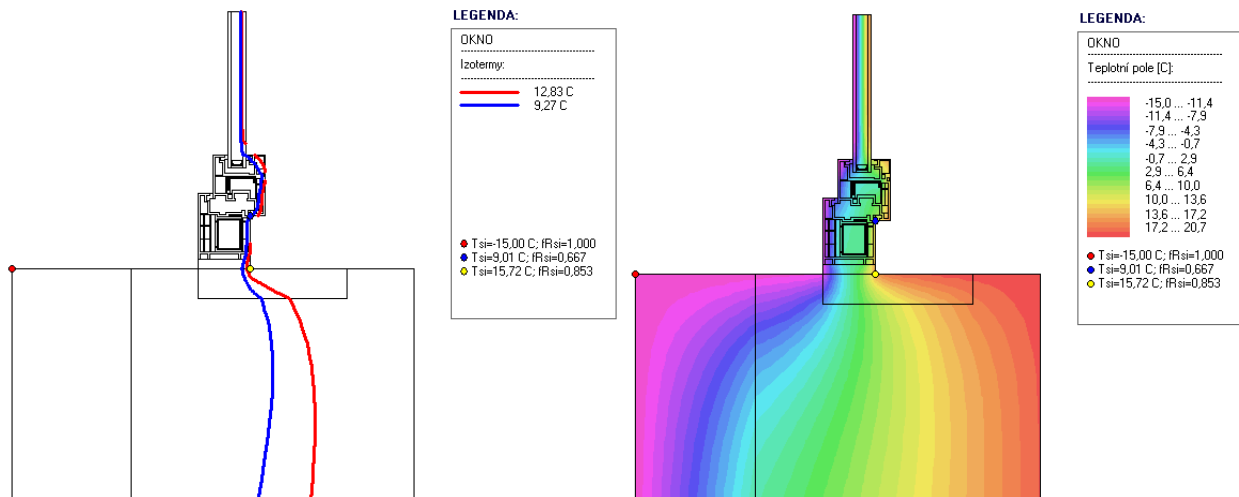 LEGENDA:
OKNO
Izotermy:
12,83 C
9,27 C
Tsi=-15,00 C; fRsi=1,000
Tsi=9,01 C; fRsi=0,667
Tsi=15,72 C; fRsi=0,853
LEGENDA:
OKNO
Teplotní pole [C]:
-15,0 ... -11,4
-11,4 ... -7,9
-7,9 ... -4,3
-4,3 ... -0,7
-0,7 ... 2,9
2,9 ... 6,4
6,4 ... 10,0
10,0 ... 13,6
13,6 ... 17,2
17,2 ... 20,7
Tsi=-15,00 C; fRsi=1,000
Tsi=9,01 C; fRsi=0,667
Tsi=15,72 C; fRsi=0,853